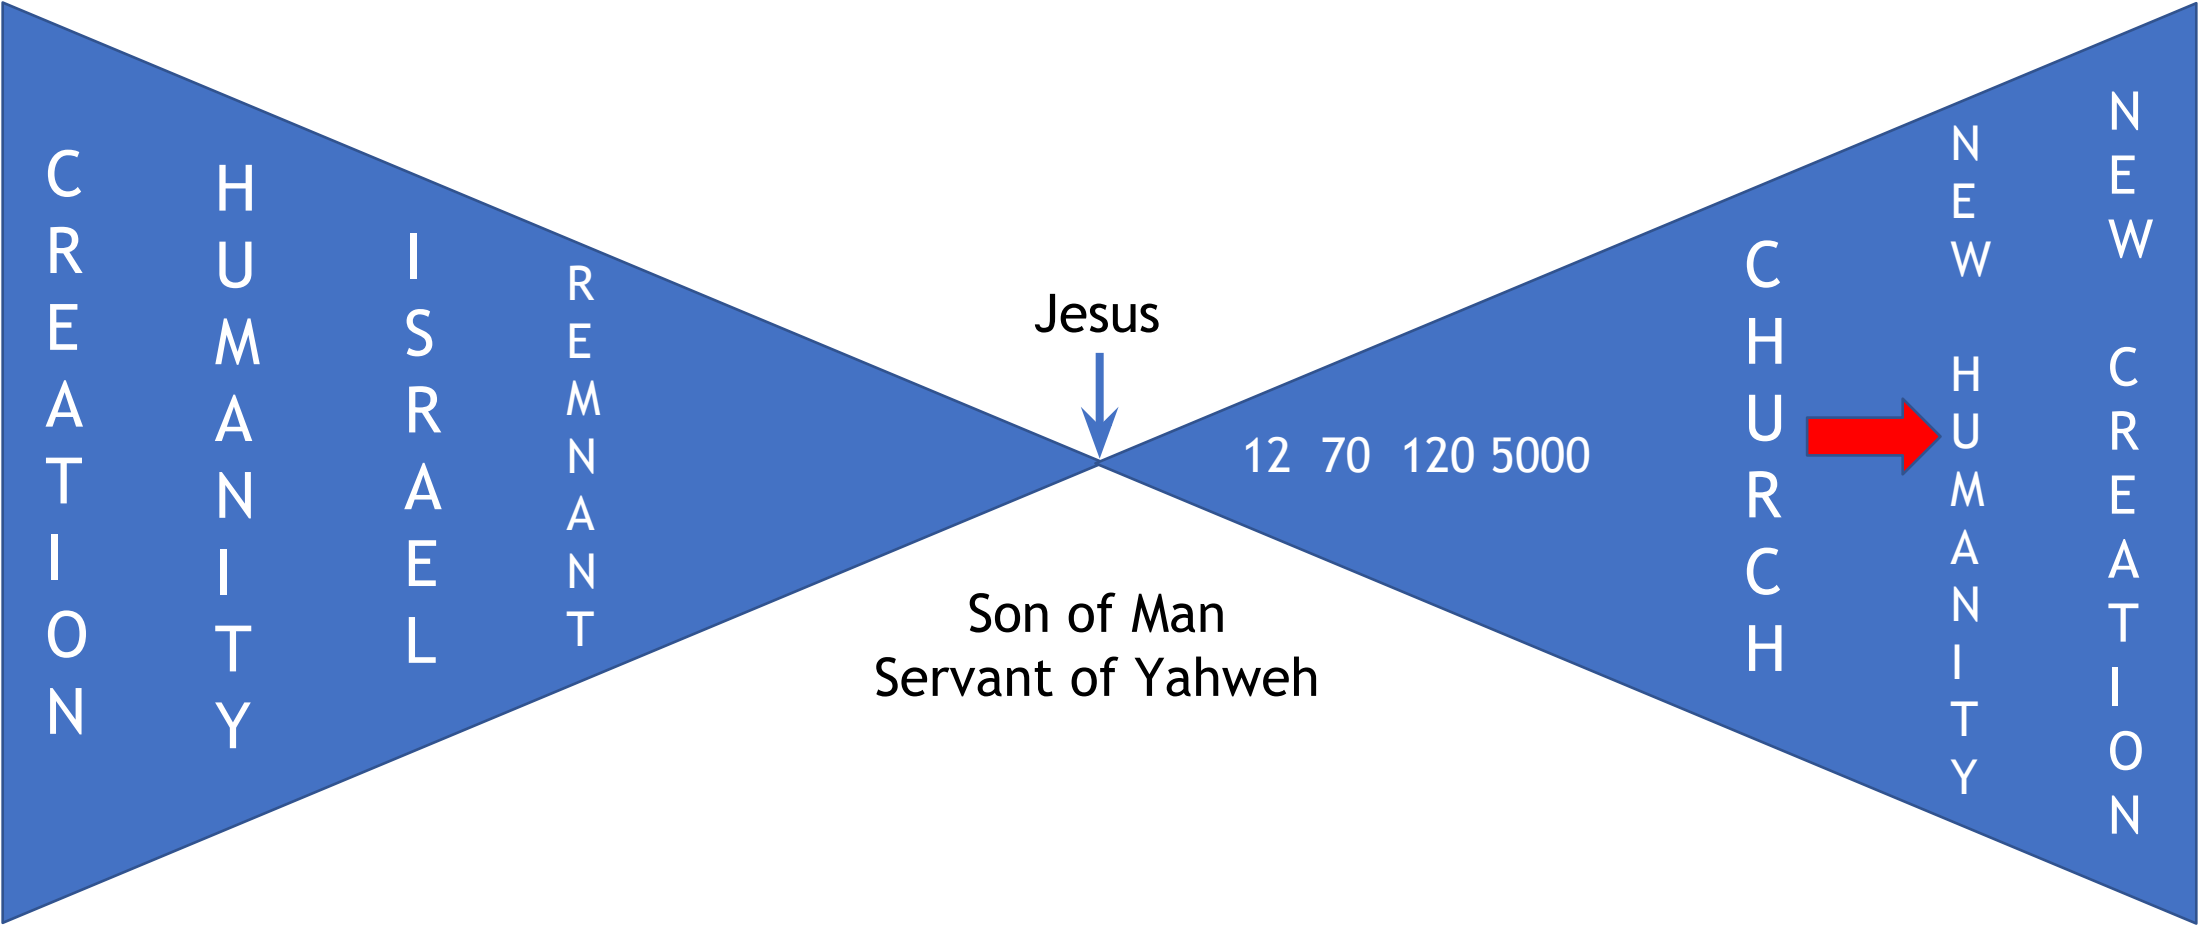 CREATION
HUMANITY
ISRAEL
REMNANT
Jesus
Son of Man
Servant of Yahweh
12 70 120 5000
CHURCH
NEW HUMANITY
NEW CREATION